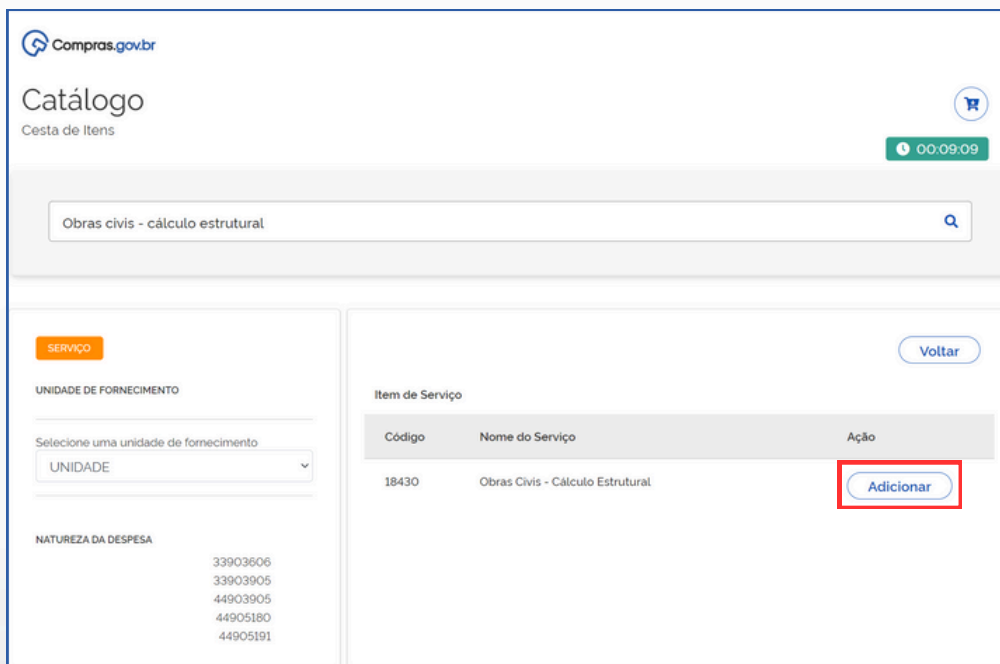 Compras.gov.br
Catálogo
Cesta de Itens
00:09:09
Obras civis - cálculo estrutural
SERVIÇO
UNIDADE DE FORNECIMENTO
Selecione uma unidade de fornecimento
UNIDADE
NATUREZA DA DESPESA
33903606
33903905
44903905
44905180
44905191
Voltar
Item de Serviço
Código Nome do Serviço Ação
18430 Obras Civis - Cálculo Estrutural Adicionar